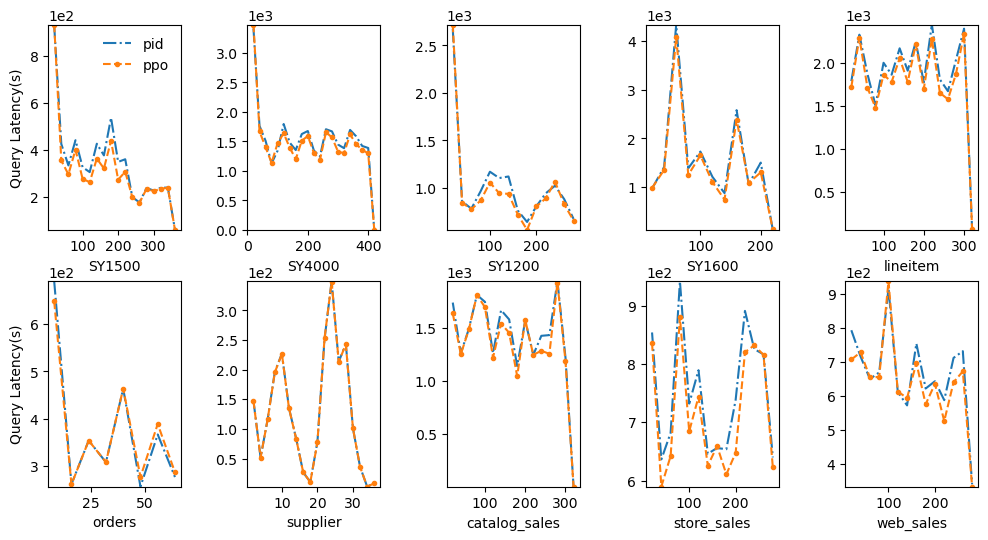 1e2
Query Latency(s)
8
6
4
2
100 200 300
SY1500
pid
ppo
1e3
3.0
2.5
2.0
1.5
1.0
0.5
0.0
0 200 400
SY4000
1e3
2.5
2.0
1.5
1.0
100 200
SY1200
1e3
4
3
2
1
100 200
SY1600
1e3
2.0
1.5
1.0
0.5
100 200 300
lineitem
1e2
Query Latency(s)
6
5
4
3
25 50
orders
1e2
3.0
2.5
2.0
1.5
1.0
0.5
10 20 30
supplier
1e3
1.5
1.0
0.5
100 200 300
catalog_sales
1e2
9
8
7
6
100 200
store_sales
1e2
9
8
7
6
5
4
100 200
web_sales